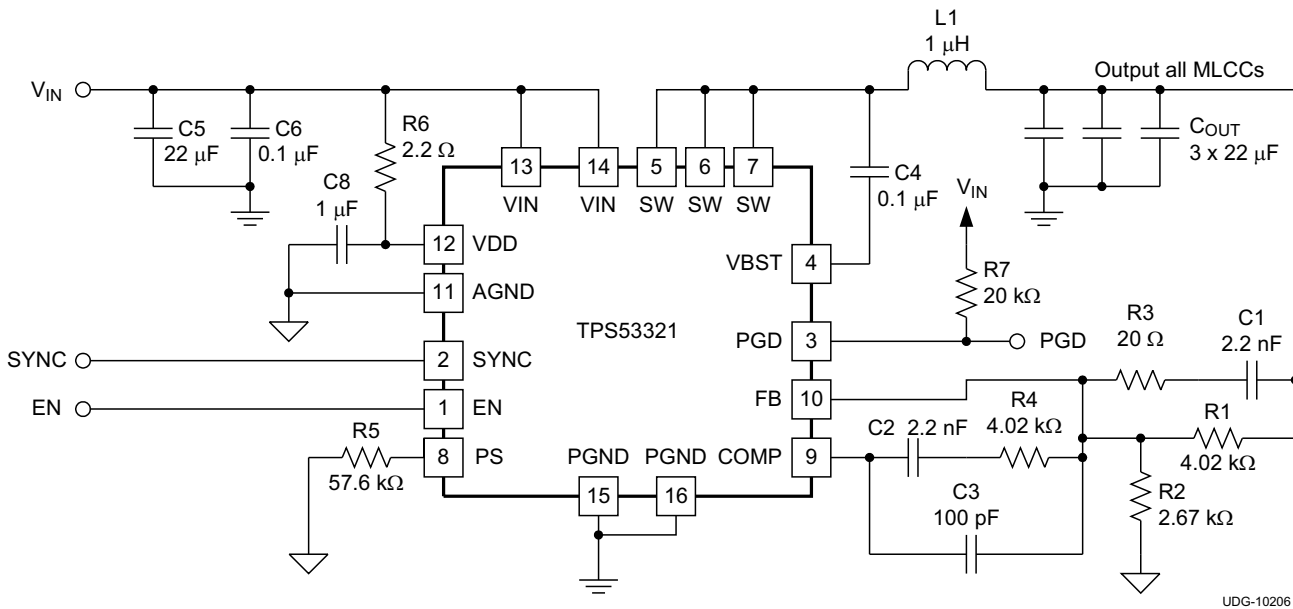 L1
1 μH
VIN
Output all MLCCs
C5
22 μF
C6
0.1 μF
R6
2.2 Ω
COUT
3 x 22 μF
13
14
5
6
7
C4
0.1 μF
VIN
C8
1 μF
VIN
VIN
SW
SW
SW
12
VDD
VBST
4
R7
20 kΩ
11
AGND
TPS53321
R3
20 Ω
C1
2.2 nF
SYNC
2
SYNC
PGD
3
PGD
EN
1
EN
FB
10
R4
4.02 kΩ
R1
4.02 kΩ
C2
2.2 nF
R5
57.6 kΩ
8
PS
PGND
PGND
COMP
9
15
16
C3
100 pF
R2
2.67 kΩ
UDG-10206